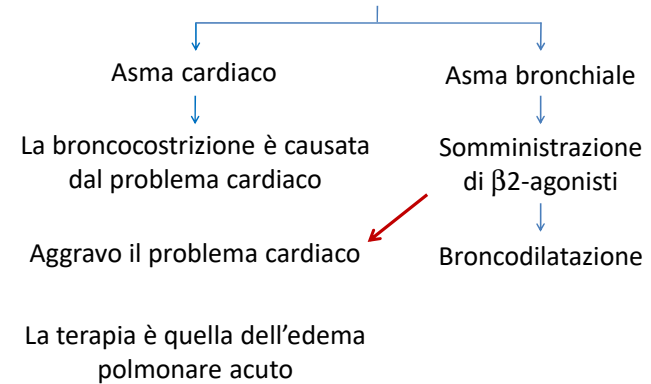 Asma cardiaco
Asma bronchiale
La broncocostrizione è causata
dal problema cardiaco
Somministrazione
di β2-agonisti
Aggravo il problema cardiaco
Broncodilatazione
La terapia è quella dell’edema
polmonare acuto